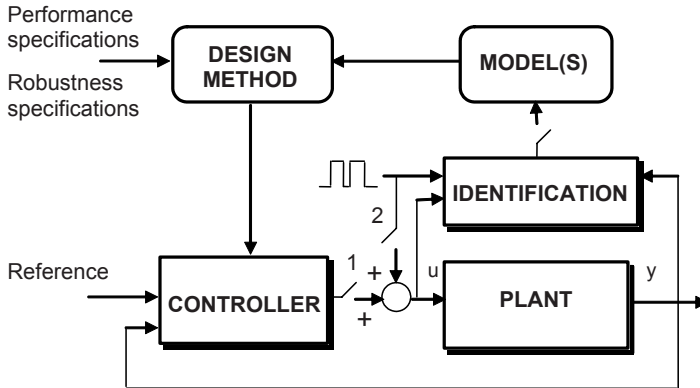 Performance
specifications
Robustness
specifications
DESIGN
METHOD
MODEL(S)
IDENTIFICATION
2
Reference
CONTROLLER
1
+
+
u
PLANT
y